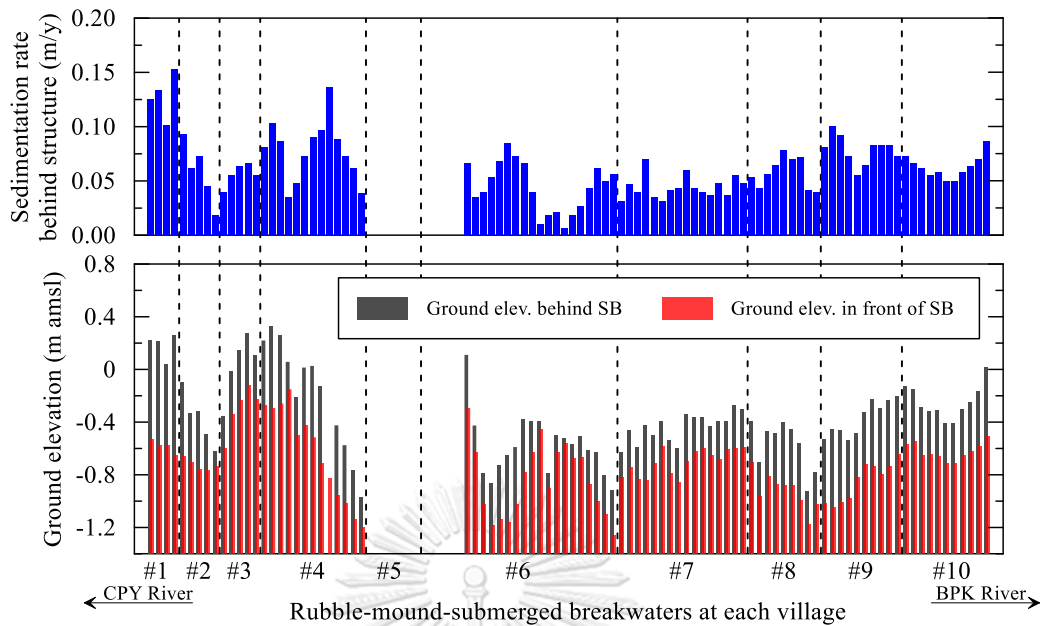 Sedimentation rate
behind structure (m/y)
0.20
0.15
0.10
0.05
0.00
Ground elevation (m amsl)
0.8
0.4
0
-0.4
-0.8
-1.2
Ground elev. behind SB
Ground elev. in front of SB
#1 #2 #3 #4 #5 #6 #7 #8 #9 #10
CPY River
BPK River
Rubble-mound-submerged breakwaters at each village